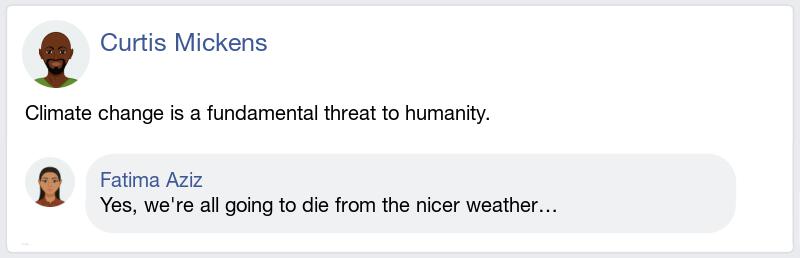 Curtis Mickens
Climate change is a fundamental threat to humanity.
Fatima Aziz
Yes, we're all going to die from the nicer weather…